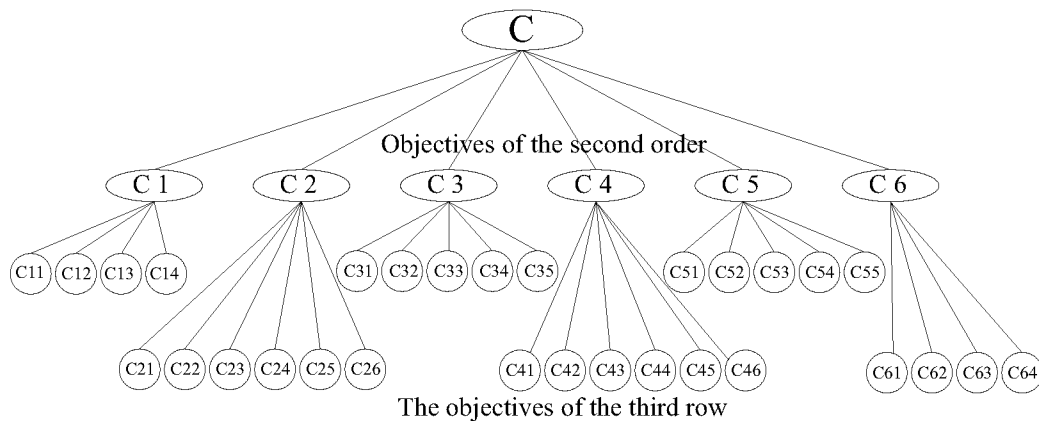 C
Objectives of the second order
C 1 C 2 C 3 C 4 C 5 C 6
C11 C12 C13 C14 C31 C32 C33 C34 C35 C51 C52 C53 C54 C55
C21 C22 C23 C24 C25 C26 C41 C42 C43 C44 C45 C46 C61 C62 C63 C64
The objectives of the third row